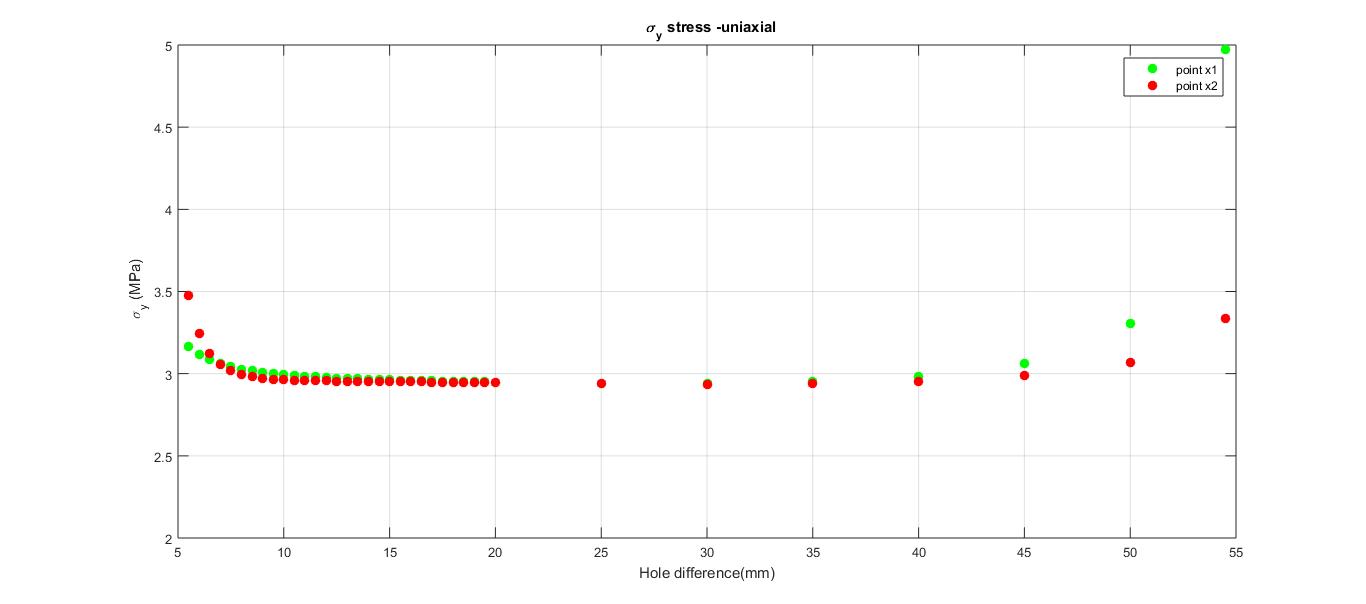 σy stress -uniaxial
5
4.5
4
3.5
3
2.5
2
σy (MPa)
point x1
point x2
5 10 15 20 25 30 35 40 45 50 55
Hole difference(mm)